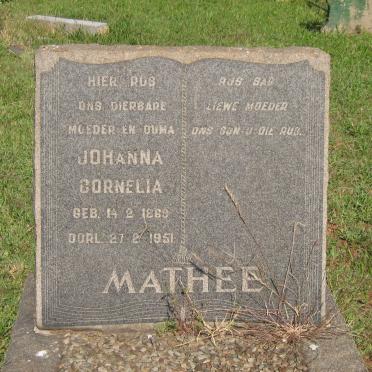 HIER RUS
ONS DIERBARE
MOEDER EN OUMA
JOHANNA
CORNELIA
GEB. 14·2·1869
OORL. 27·2·1951
RUS SAG
LIEWE MOEDER
ONS GUN U DIE RUS.
MATHEE